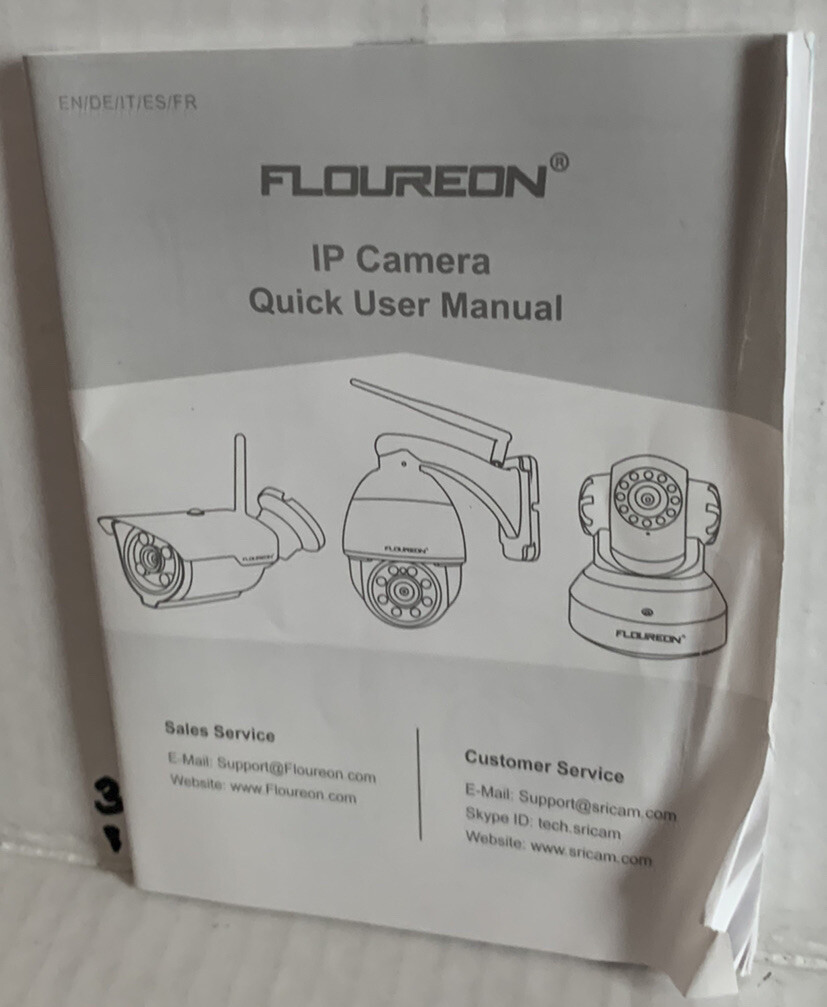 EN/DE/IT/ES/FR
FLOUREON®
IP Camera
Quick User Manual
FLOUREON
FLOUREON®
FLOUREON®
Sales Service
E-Mail: Support@Floureon.com
Website: www.Floureon.com
Customer Service
E-Mail: Support@sricam.com
Skype ID: tech.sricam
Website: www.sricam.com
3